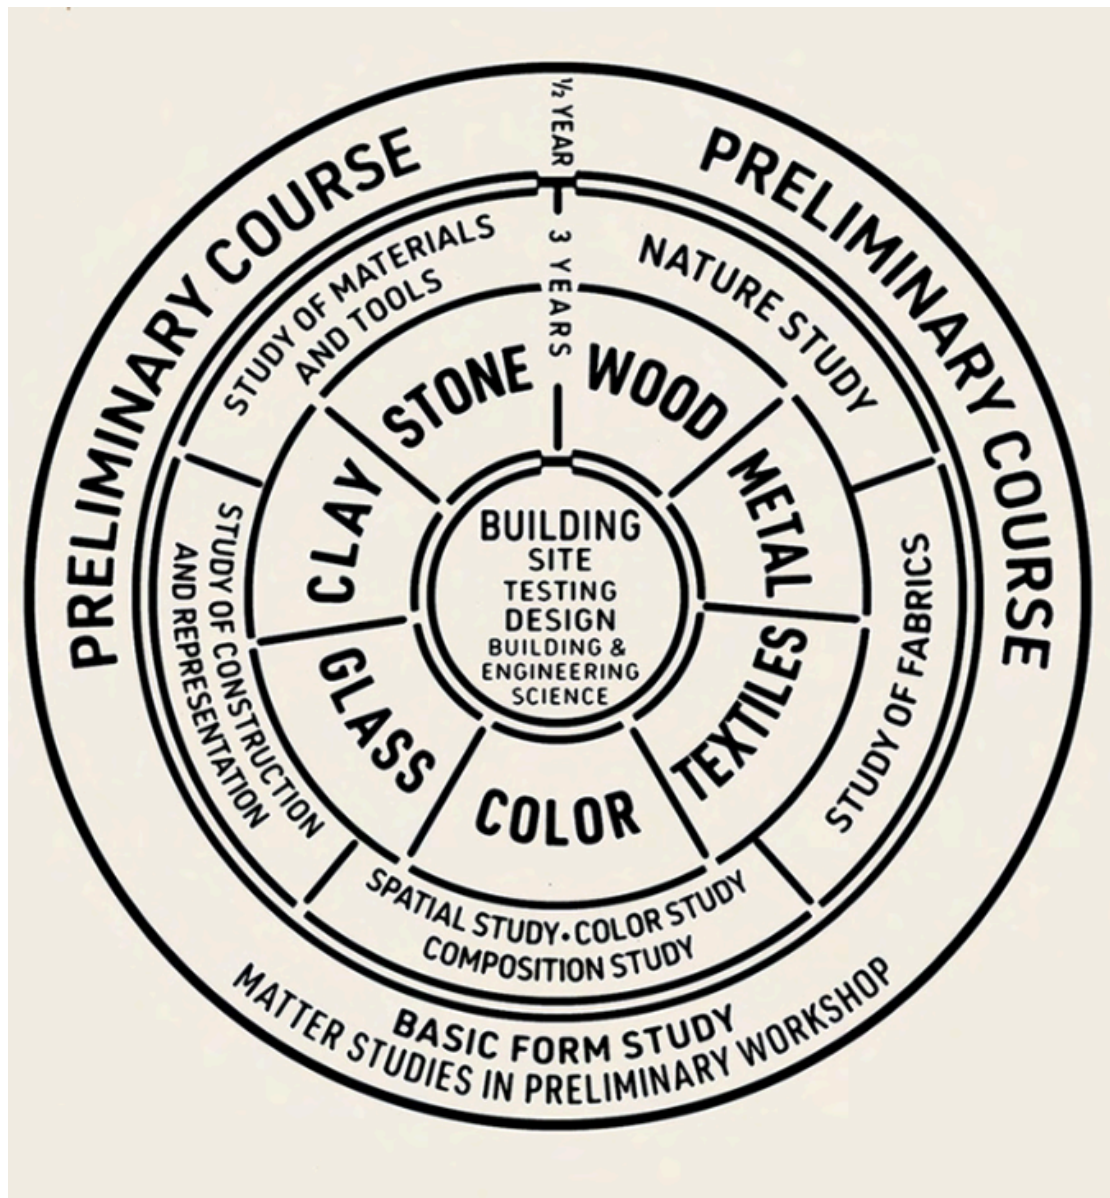 ½ YEAR
PRELIMINARY COURSE
PRELIMINARY COURSE
3 YEARS
STUDY OF MATERIALS
AND TOOLS
NATURE STUDY
STONE
WOOD
CLAY
METAL
BUILDING
SITE
TESTING
DESIGN
BUILDING &
ENGINEERING
SCIENCE
STUDY OF CONSTRUCTION
AND REPRESENTATION
STUDY OF FABRICS
GLASS
TEXTILES
COLOR
SPATIAL STUDY·COLOR STUDY
COMPOSITION STUDY
BASIC FORM STUDY
MATTER STUDIES IN PRELIMINARY WORKSHOP